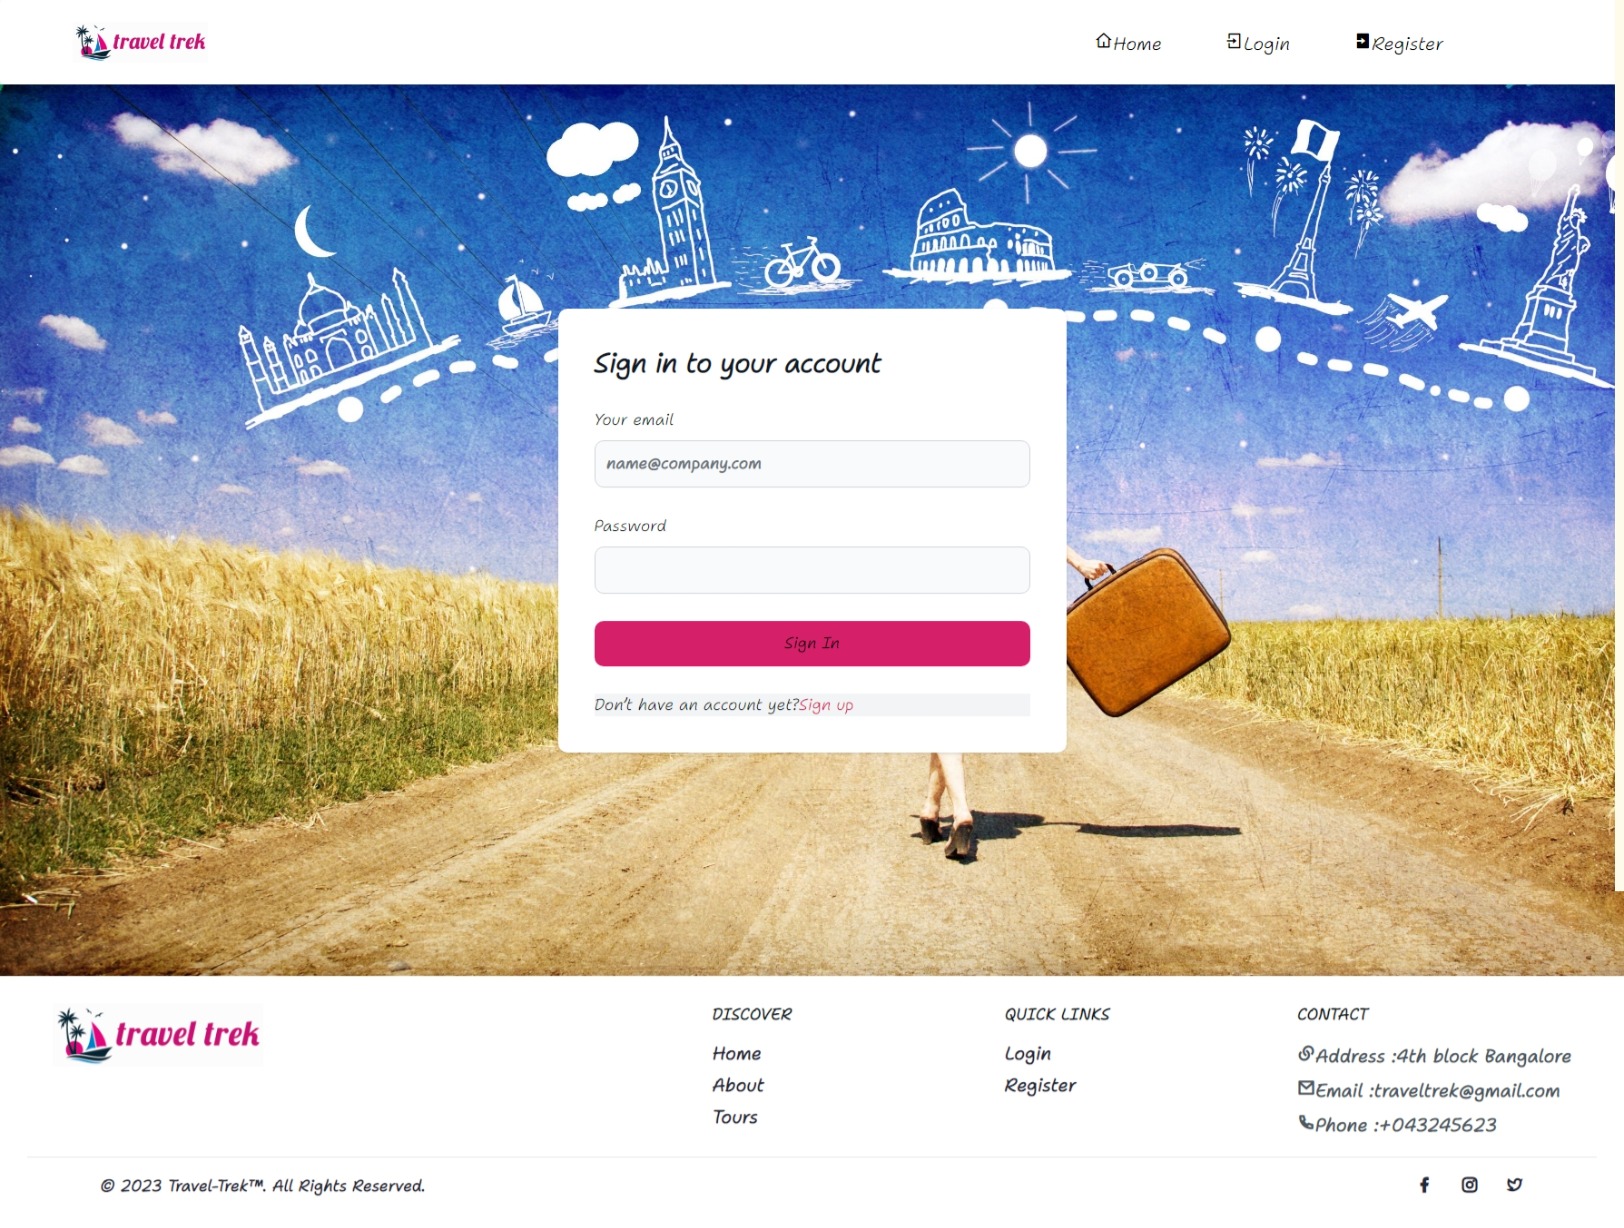 travel trek
Home
Login
Register
Sign in to your account
Your email
name@company.com
Password
Sign In
Don't have an account yet?Sign up
travel trek
DISCOVER
Home
About
Tours
QUICK LINKS
Login
Register
CONTACT
Address :4th block Bangalore
Email :traveltrek@gmail.com
Phone :+043245623
© 2023 Travel-Trek™. All Rights Reserved.